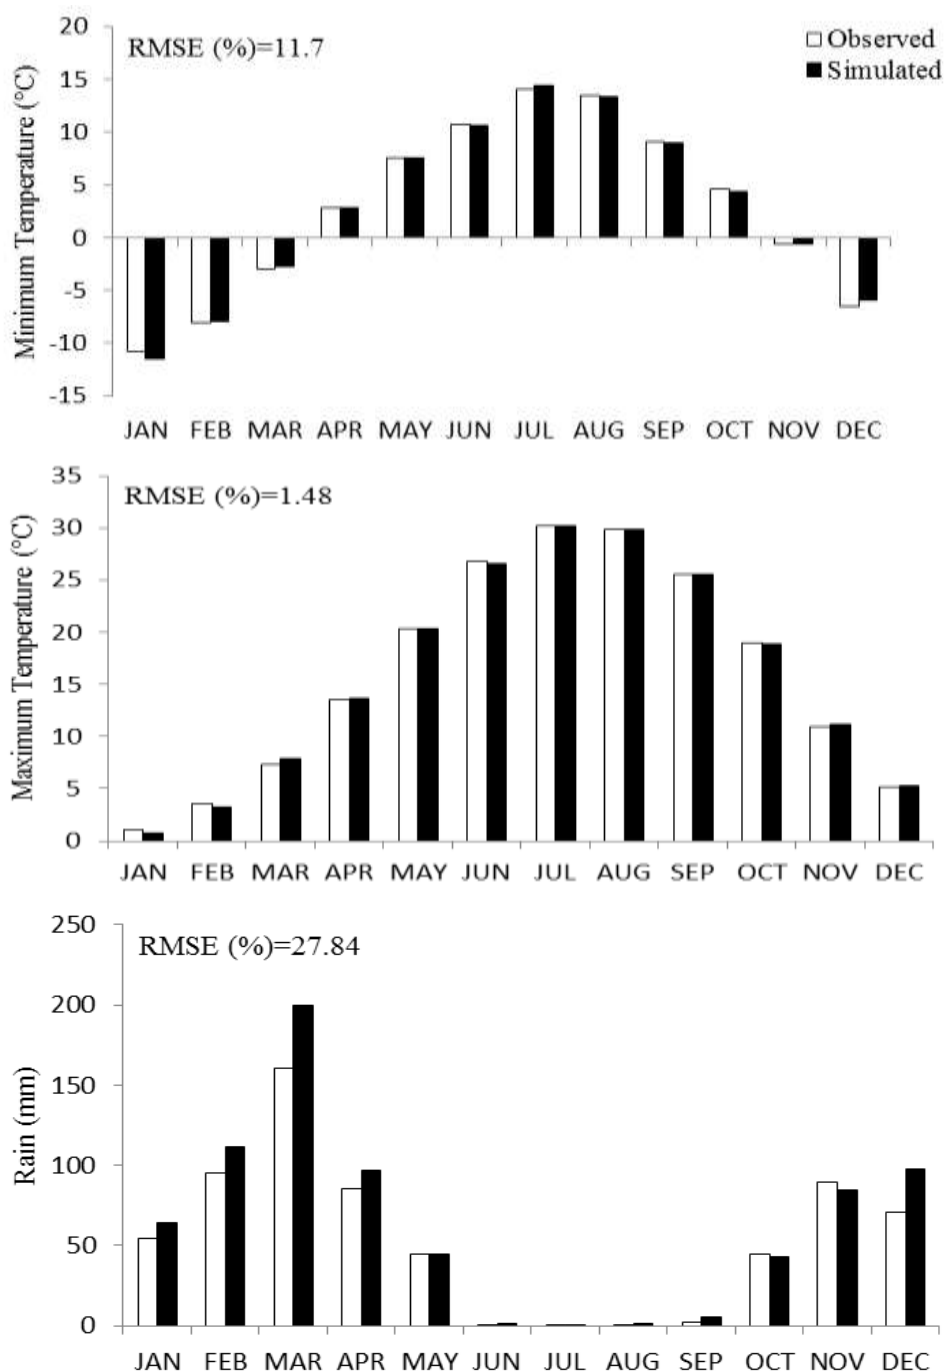 RMSE (%)=11.7
Observed
Simulated
Minimum Temperature (°C)
20
15
10
5
0
-5
-10
-15
JAN FEB MAR APR MAY JUN JUL AUG SEP OCT NOV DEC
RMSE (%)=1.48
Maximum Temperature (°C)
35
30
25
20
15
10
5
0
JAN FEB MAR APR MAY JUN JUL AUG SEP OCT NOV DEC
RMSE (%)=27.84
Rain (mm)
250
200
150
100
50
0
JAN FEB MAR APR MAY JUN JUL AUG SEP OCT NOV DEC